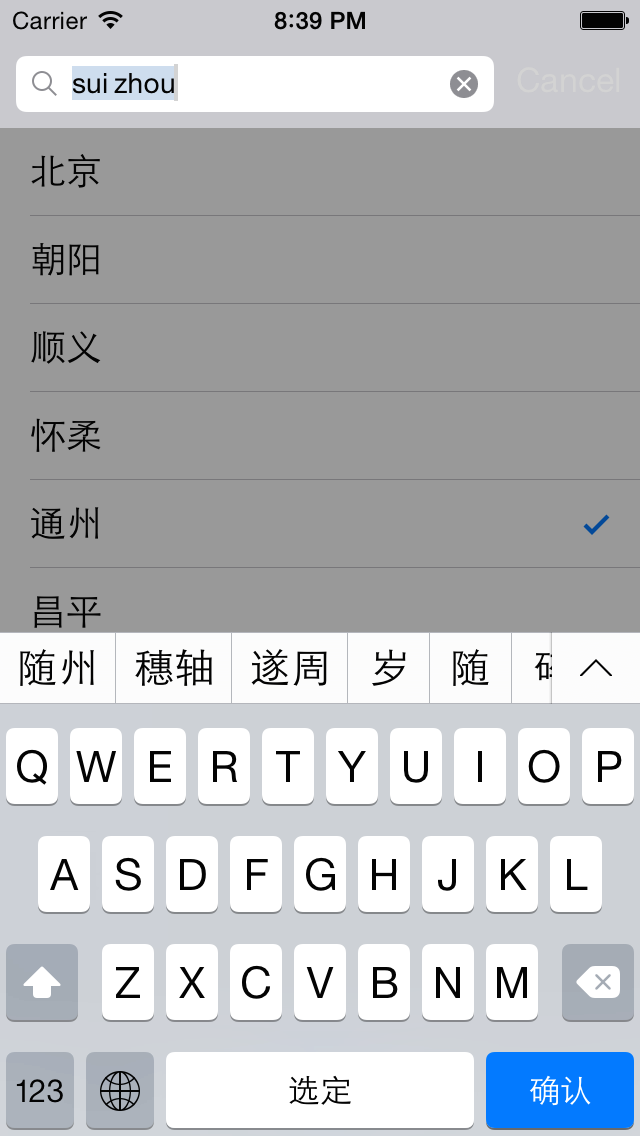 Carrier 8:39 PM
sui zhou Cancel
北京
朝阳
顺义
怀柔
通州
昌平
随州 穗轴 遂周 岁 随
Q W E R T Y U I O P
A S D F G H J K L
Z X C V B N M
123 选定 确认